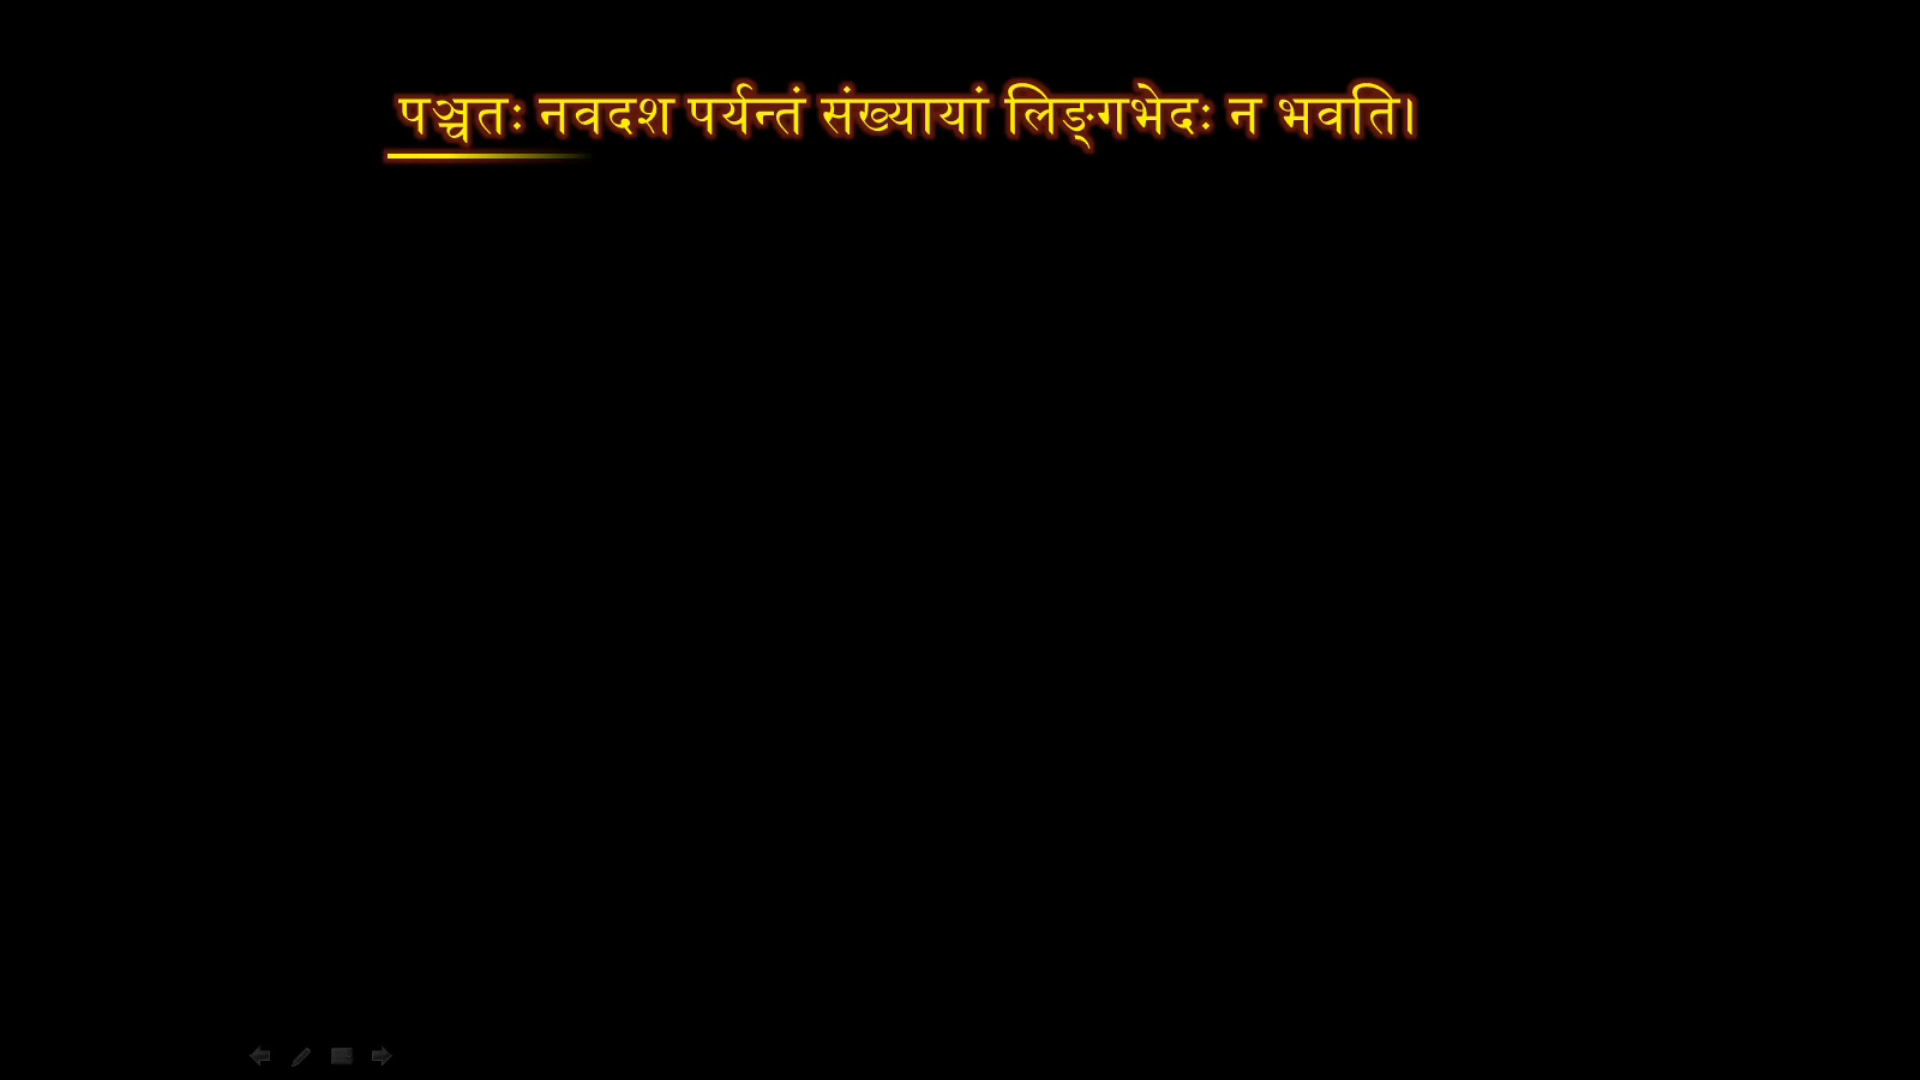 पञ्चतः नवदश पर्यन्तं संख्यायां लिङ्गभेदः न भवति।